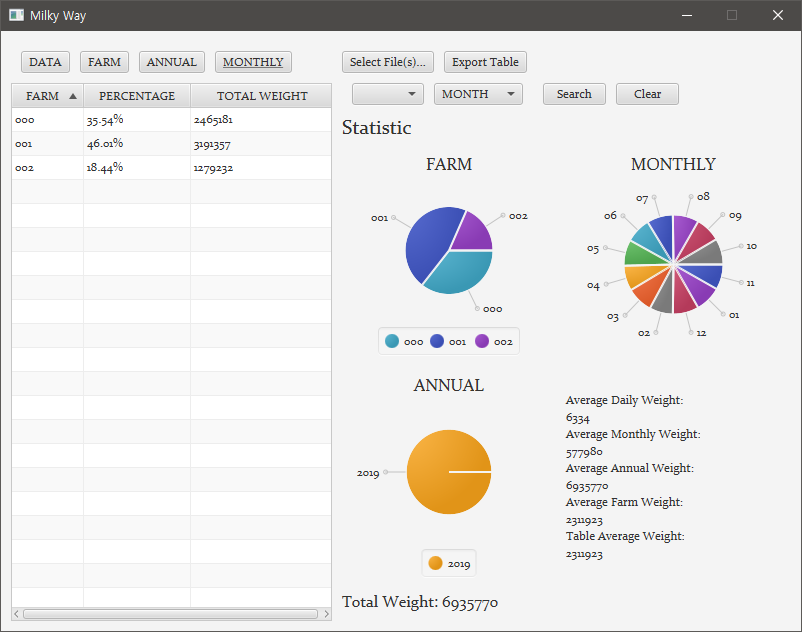 Milky Way
DATA FARM ANNUAL MONTHLY Select File(s)... Export Table
MONTH Search Clear
FARM PERCENTAGE TOTAL WEIGHT
000 35.54% 2465181
001 46.01% 3191357
002 18.44% 1279232
Statistic
FARM
001
002
000
000 001 002
MONTHLY
07 08
06 09
05 10
04 11
03 01
02 12
ANNUAL
2019
2019
Average Daily Weight:
6334
Average Monthly Weight:
577980
Average Annual Weight:
6935770
Average Farm Weight:
2311923
Table Average Weight:
2311923
Total Weight: 6935770